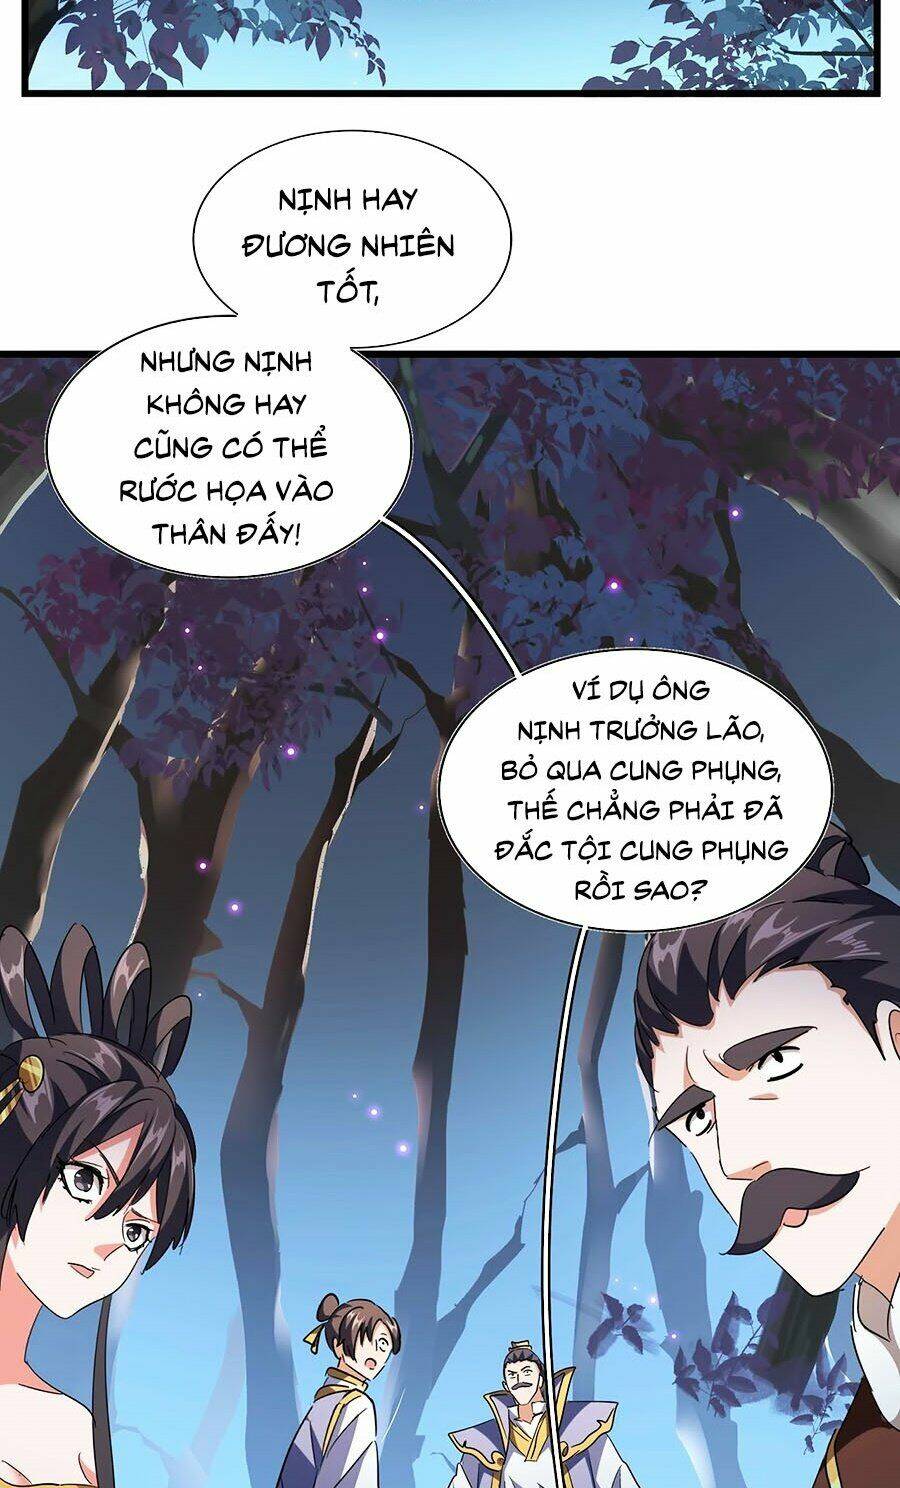 NỊNH HAY
ĐƯƠNG NHIÊN
TỐT,
NHƯNG NỊNH
KHÔNG HAY
CŨNG CÓ THỂ
RƯỚC HỌA VÀO
THÂN ĐẤY!
VÍ DỤ ÔNG
NỊNH TRƯỞNG LÃO,
BỎ QUA CUNG PHỤNG,
THẾ CHẲNG PHẢI ĐÃ
ĐẮC TỘI CUNG PHỤNG
RỒI SAO?